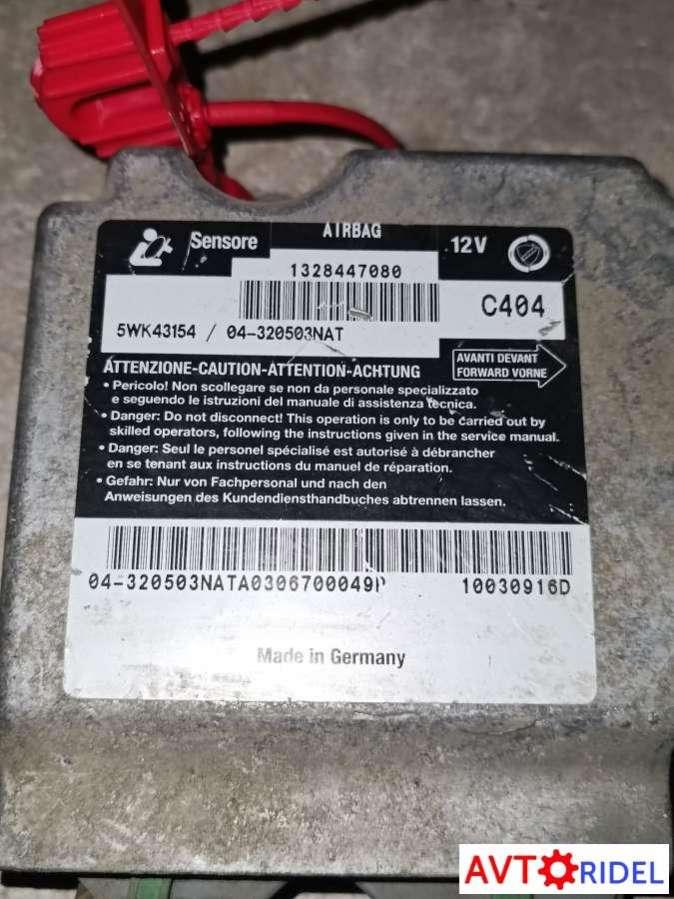 AIRBAG
Sensore
12V
1328447080
C404
5WK43154 / 04-320503NAT
ATTENZIONE-CAUTION-ATTENTION-ACHTUNG
AVANTI DEVANT
FORWARD VORNE
• Pericolo! Non scollegare se non da personale specializzato
e seguendo le istruzioni del manuale di assistenza tecnica.
• Danger: Do not disconnect! This operation is only to be carried out by
skilled operators, following the instructions given in the service manual.
• Danger: Seul le personel spécialisé est autorisé à débrancher
en se tenant aux instructions du manuel de réparation.
• Gefahr: Nur von Fachpersonal und nach den
Anweisungen des Kundendiensthandbuches abtrennen lassen.
04-320503NATA0306700049P
10030916D
Made in Germany
AVTORIDEL